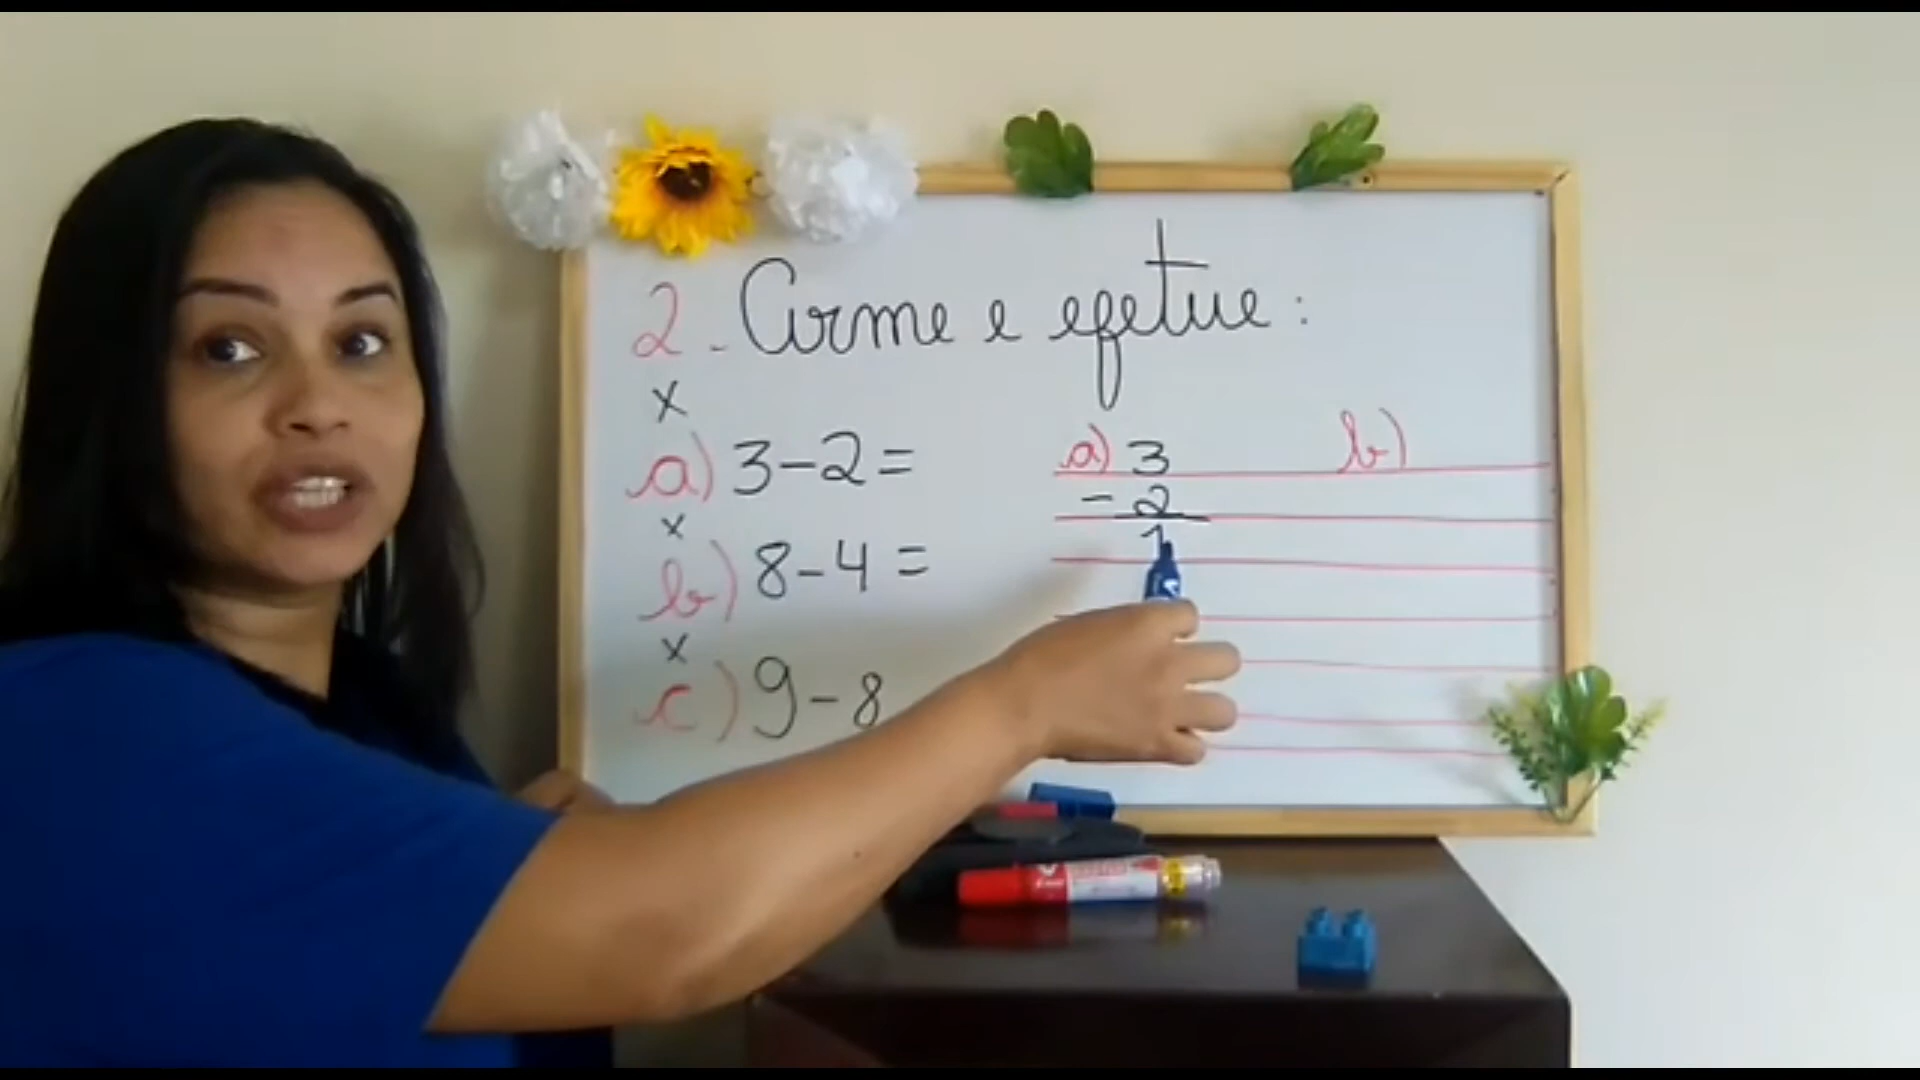 2 - Arme e efetue:
x
a) 3-2=
x
b) 8-4 =
x
c) 9-8
a) 3
- 2
1
b)